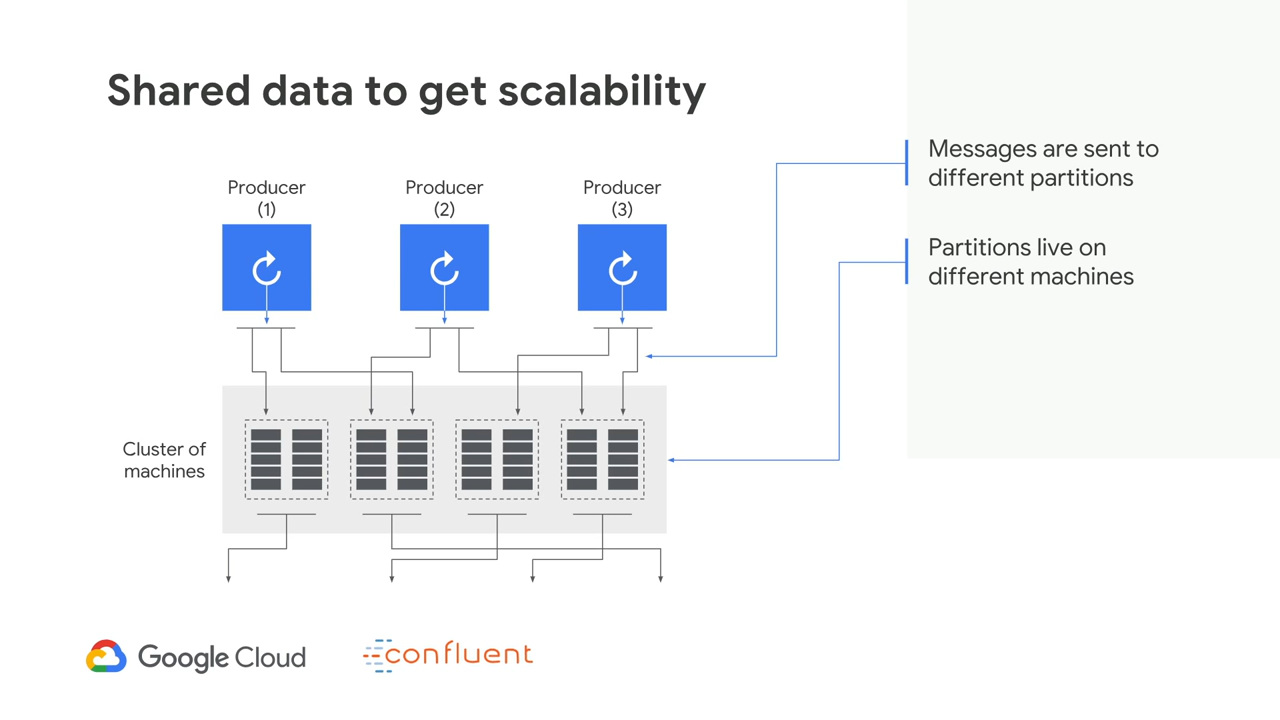 Shared data to get scalability
Messages are sent to
different partitions
Producer
(1)
Producer
(2)
Producer
(3)
Partitions live on
different machines
Cluster of
machines
Google Cloud
confluent